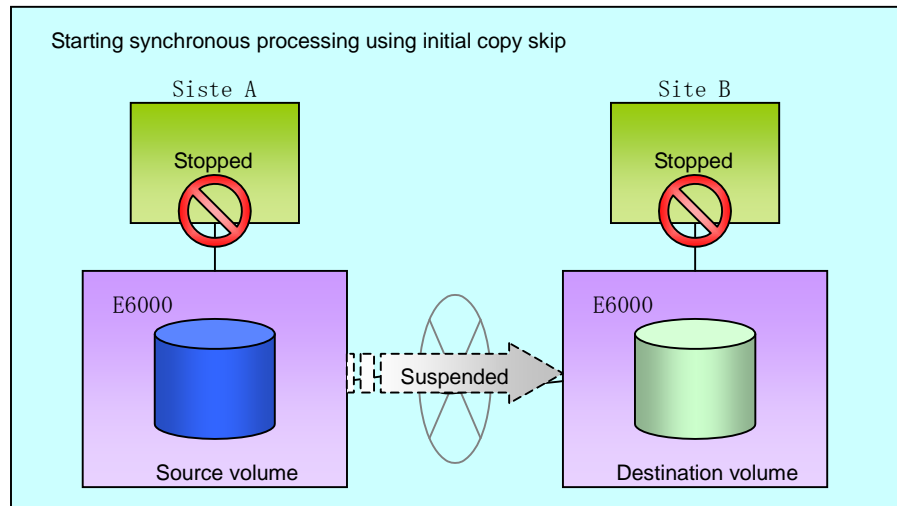 Starting synchronous processing using initial copy skip
Siste A
Site B
Stopped
Stopped
E6000
E6000
Suspended
Source volume
Destination volume